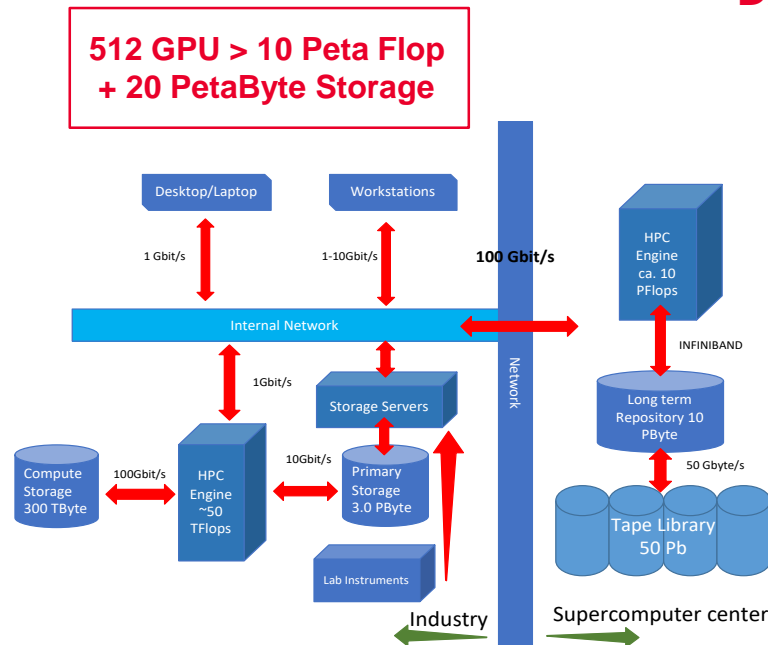 512 GPU > 10 Peta Flop
+ 20 PetaByte Storage
Desktop/Laptop
Workstations
1 Gbit/s
1-10Gbit/s
100 Gbit/s
HPC
Engine
ca. 10
PFlops
Internal Network
INFINIBAND
Network
1Gbit/s
Storage Servers
Long term
Repository 10
PByte
Compute
Storage
300 TByte
100Gbit/s
HPC
Engine
~50
TFlops
10Gbit/s
Primary
Storage
3.0 PByte
50 Gbyte/s
Tape Library
50 Pb
Lab Instruments
Industry
Supercomputer center